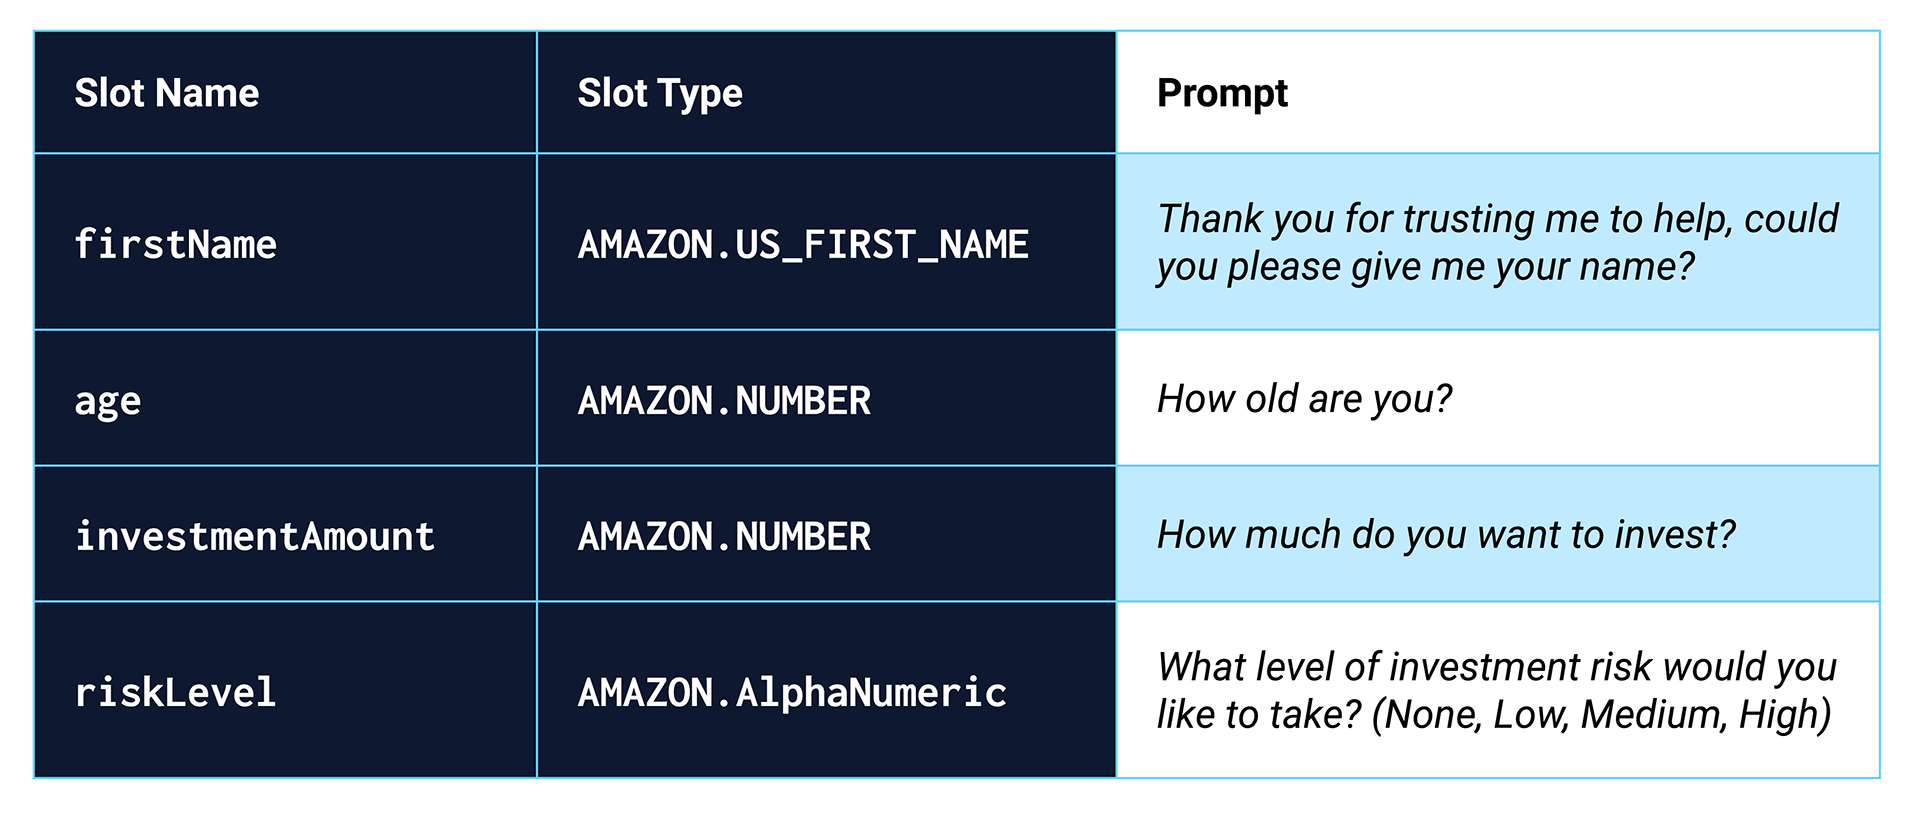 Slot Name
Slot Type
Prompt
firstName
AMAZON.US_FIRST_NAME
Thank you for trusting me to help, could
you please give me your name?
age
AMAZON.NUMBER
How old are you?
investmentAmount
AMAZON.NUMBER
How much do you want to invest?
riskLevel
AMAZON.AlphaNumeric
What level of investment risk would you
like to take? (None, Low, Medium, High)